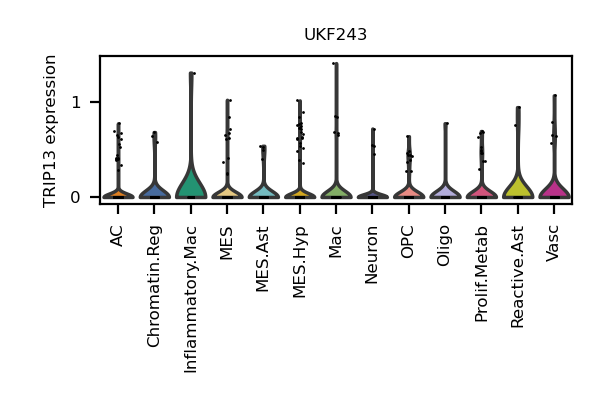 UKF243
TRIP13 expression
1
0
AC
Chromatin.Reg
Inflammatory.Mac
MES
MES.Ast
MES.Hyp
Mac
Neuron
OPC
Oligo
Prolif.Metab
Reactive.Ast
Vasc